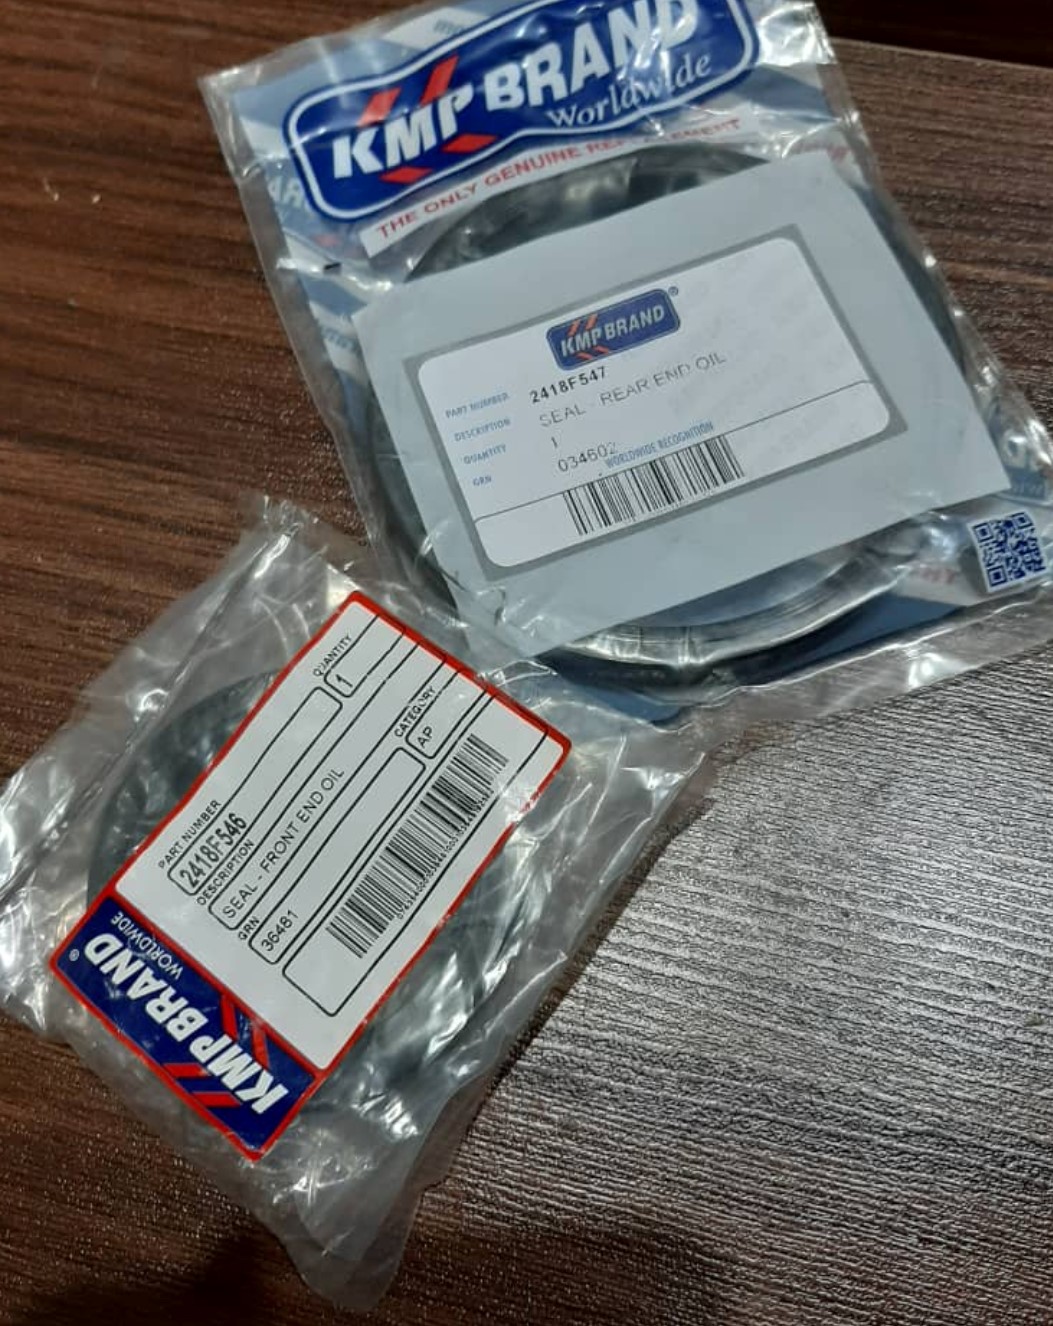 KMP BRAND
Worldwide
THE ONLY GENUINE REPLACEMENT
KMP BRAND ®
PART NUMBER 2418F547
DESCRIPTION SEAL - REAR END OIL
QUANTITY 1
GRN 034602
WORLDWIDE RECOGNITION
QUANTITY
1
PART NUMBER
2418F546
DESCRIPTION
SEAL - FRONT END OIL
CATEGORY
AP
GRN
36481
KMP BRAND ®
WORLDWIDE